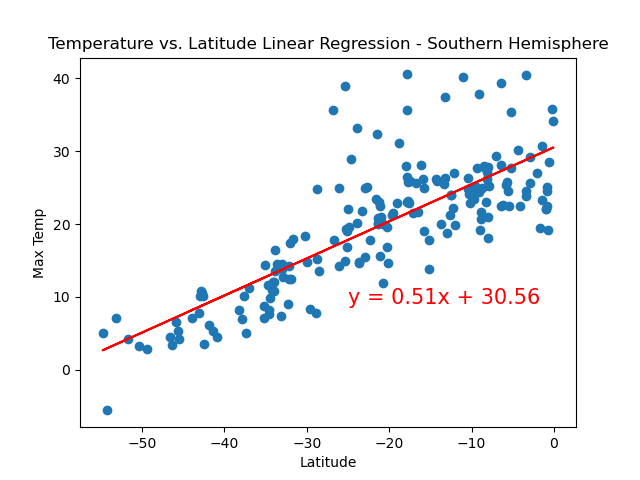 Temperature vs. Latitude Linear Regression - Southern Hemisphere
40
30
20
10
0
Max Temp
y = 0.51x + 30.56
−50
−40
−30
−20
−10
0
Latitude